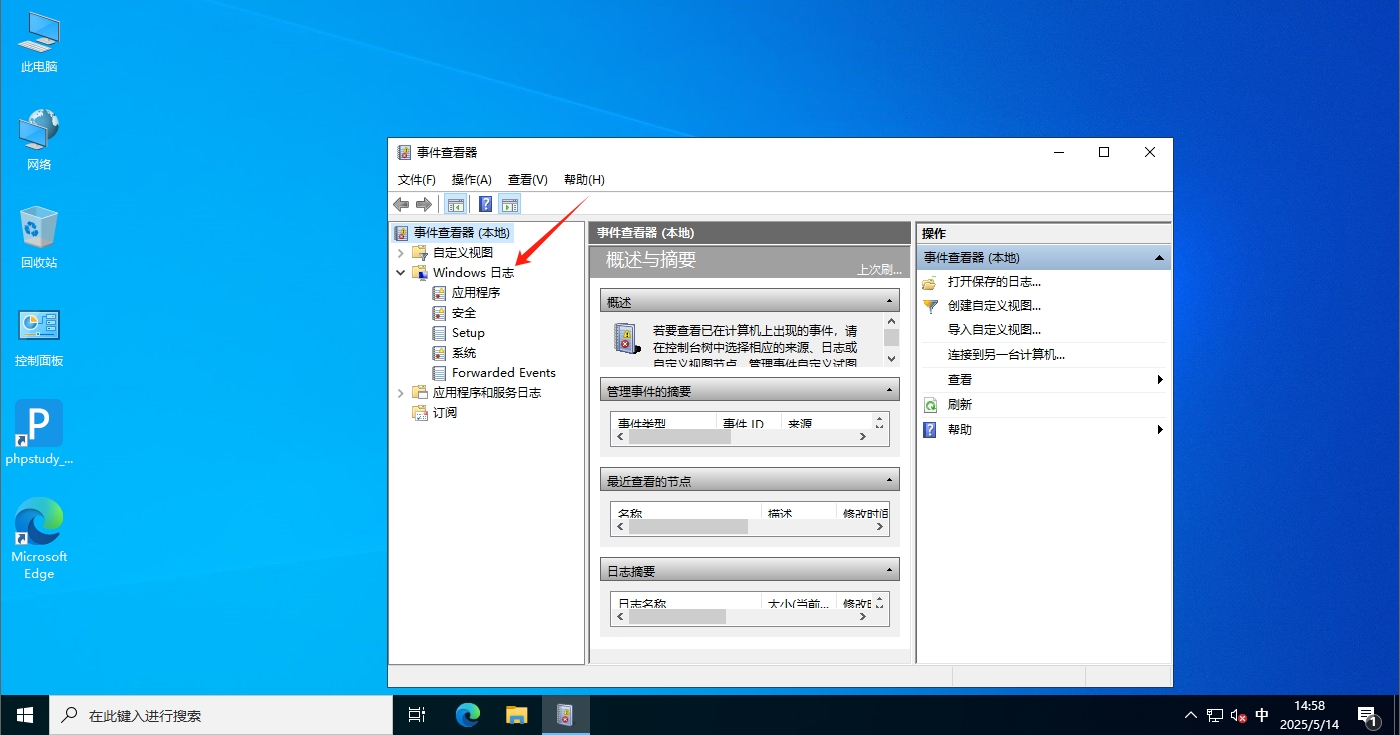 此电脑
网络
回收站
控制面板
P
phpstudy_...
Microsoft
Edge
事件查看器
文件(F) 操作(A) 查看(V) 帮助(H)
事件查看器 (本地)
自定义视图
Windows 日志
应用程序
安全
Setup
系统
Forwarded Events
应用程序和服务日志
订阅
事件查看器 (本地)
概述与摘要
上次刷...
概述
若要查看已在计算机上出现的事件，请
在控制台树中选择相应的来源、日志或
自定义视图节点。管理事件自定义试图
管理事件的摘要
事件类型 事件 ID 来源
最近查看的节点
名称 描述 修改时间
日志摘要
日志名称 大小(当前... 修改时
操作
事件查看器 (本地)
打开保存的日志...
创建自定义视图...
导入自定义视图...
连接到另一台计算机...
查看
刷新
帮助
在此键入进行搜索
中
14:58
2025/5/14
1